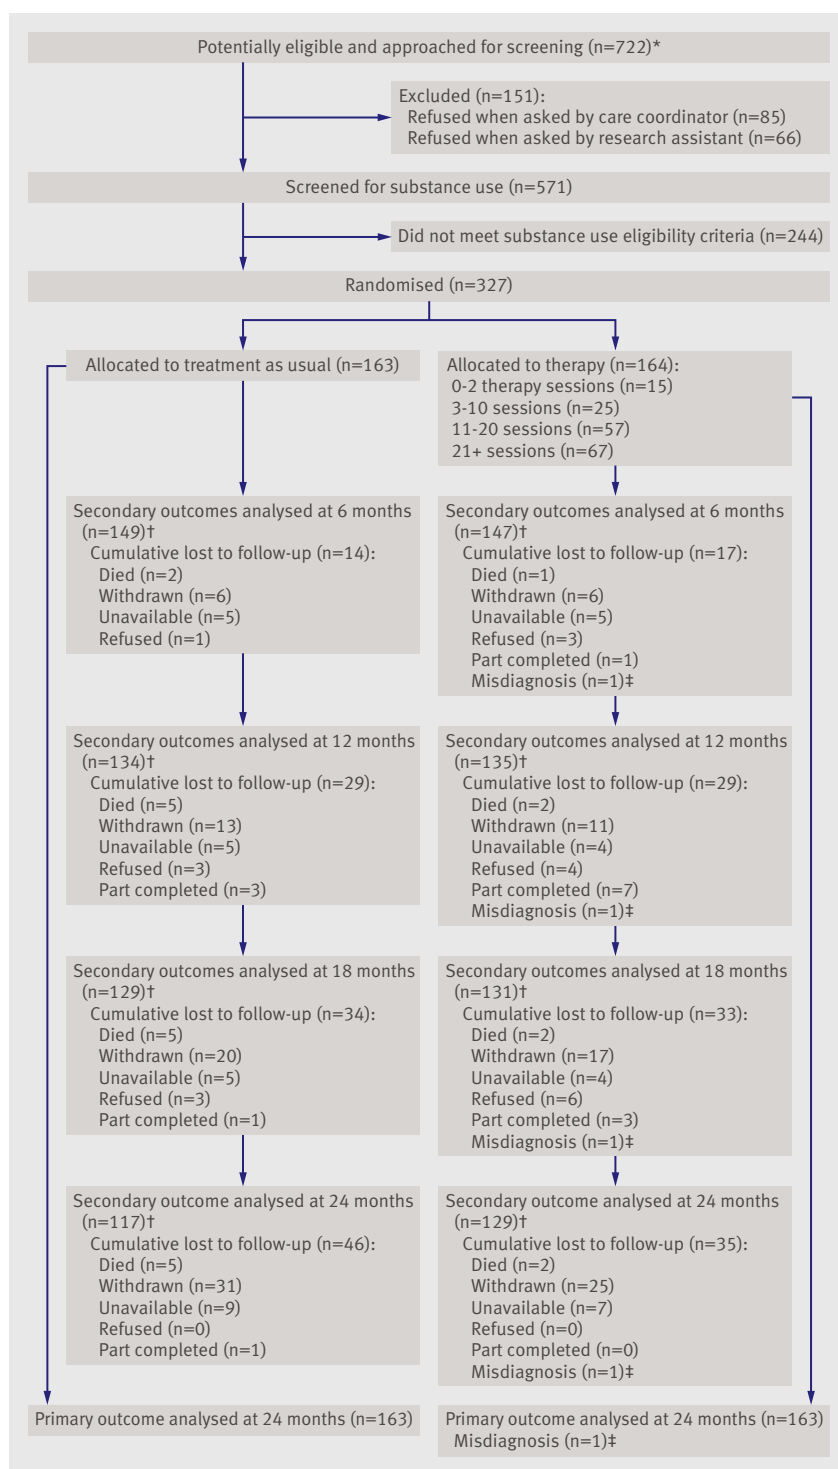 Potentially eligible and approached for screening (n=722)*
Excluded (n=151):
Refused when asked by care coordinator (n=85)
Refused when asked by research assistant (n=66)
Screened for substance use (n=571)
Did not meet substance use eligibility criteria (n=244)
Randomised (n=327)
Allocated to treatment as usual (n=163)
Allocated to therapy (n=164):
0-2 therapy sessions (n=15)
3-10 sessions (n=25)
11-20 sessions (n=57)
21+ sessions (n=67)
Secondary outcomes analysed at 6 months
(n=149)†
Cumulative lost to follow-up (n=14):
Died (n=2)
Withdrawn (n=6)
Unavailable (n=5)
Refused (n=1)
Secondary outcomes analysed at 6 months
(n=147)†
Cumulative lost to follow-up (n=17):
Died (n=1)
Withdrawn (n=6)
Unavailable (n=5)
Refused (n=3)
Part completed (n=1)
Misdiagnosis (n=1)‡
Secondary outcomes analysed at 12 months
(n=134)†
Cumulative lost to follow-up (n=29):
Died (n=5)
Withdrawn (n=13)
Unavailable (n=5)
Refused (n=3)
Part completed (n=3)
Secondary outcomes analysed at 12 months
(n=135)†
Cumulative lost to follow-up (n=29):
Died (n=2)
Withdrawn (n=11)
Unavailable (n=4)
Refused (n=4)
Part completed (n=7)
Misdiagnosis (n=1)‡
Secondary outcomes analysed at 18 months
(n=129)†
Cumulative lost to follow-up (n=34):
Died (n=5)
Withdrawn (n=20)
Unavailable (n=5)
Refused (n=3)
Part completed (n=1)
Secondary outcomes analysed at 18 months
(n=131)†
Cumulative lost to follow-up (n=33):
Died (n=2)
Withdrawn (n=17)
Unavailable (n=4)
Refused (n=6)
Part completed (n=3)
Misdiagnosis (n=1)‡
Secondary outcome analysed at 24 months
(n=117)†
Cumulative lost to follow-up (n=46):
Died (n=5)
Withdrawn (n=31)
Unavailable (n=9)
Refused (n=0)
Part completed (n=1)
Secondary outcome analysed at 24 months
(n=129)†
Cumulative lost to follow-up (n=35):
Died (n=2)
Withdrawn (n=25)
Unavailable (n=7)
Refused (n=0)
Part completed (n=0)
Misdiagnosis (n=1)‡
Primary outcome analysed at 24 months (n=163)
Primary outcome analysed at 24 months (n=163)
Misdiagnosis (n=1)‡